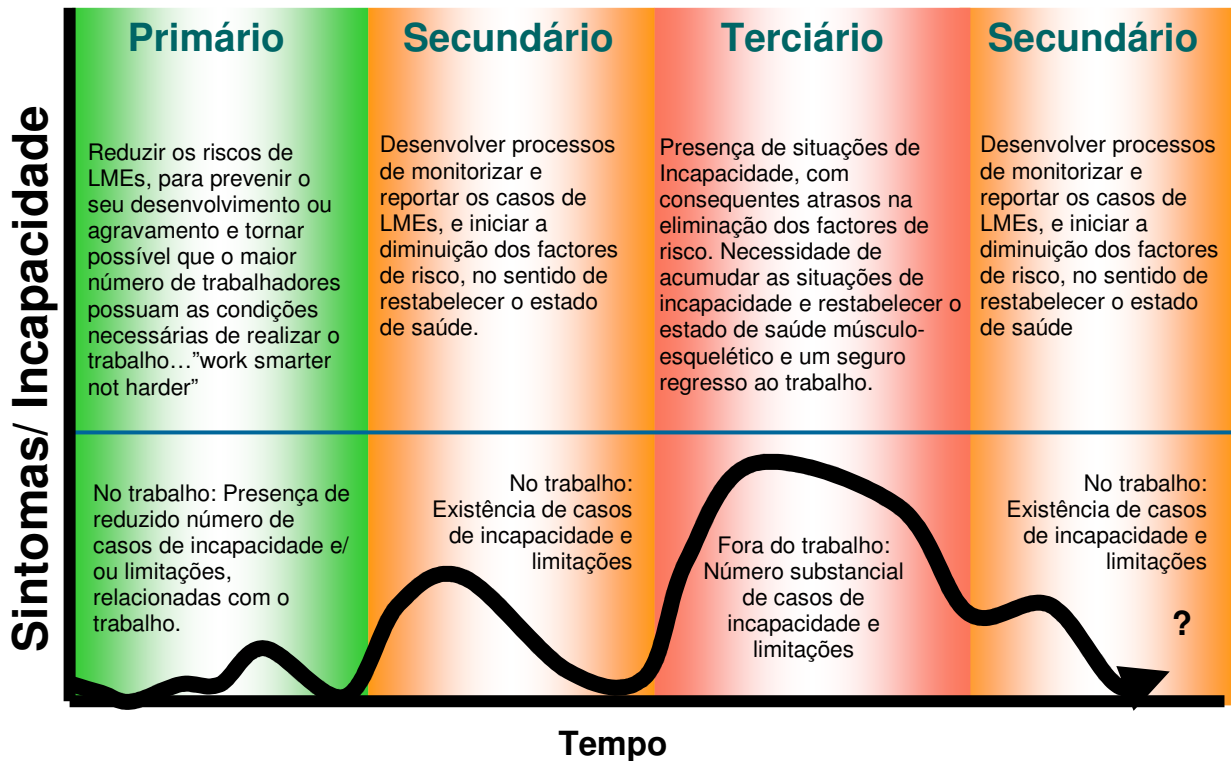 Sintomas/ Incapacidade
Primário
Reduzir os riscos de
LMEs, para prevenir o
seu desenvolvimento ou
agravamento e tornar
possível que o maior
número de trabalhadores
possuam as condições
necessárias de realizar o
trabalho…”work smarter
not harder”
No trabalho: Presença de
reduzido número de
casos de incapacidade e/
ou limitações,
relacionadas com o
trabalho.
Secundário
Desenvolver processos
de monitorizar e
reportar os casos de
LMEs, e iniciar a
diminuição dos factores
de risco, no sentido de
restabelecer o estado
de saúde.
No trabalho:
Existência de casos
de incapacidade e
limitações
Terciário
Presença de situações de
Incapacidade, com
consequentes atrasos na
eliminação dos factores de
risco. Necessidade de
acumudar as situações de
incapacidade e restabelecer o
estado de saúde músculo-
esquelético e um seguro
regresso ao trabalho.
Fora do trabalho:
Número substancial
de casos de
incapacidade e
limitações
Secundário
Desenvolver processos
de monitorizar e
reportar os casos de
LMEs, e iniciar a
diminuição dos factores
de risco, no sentido de
restabelecer o estado
de saúde
No trabalho:
Existência de casos
de incapacidade e
limitações
?
Tempo